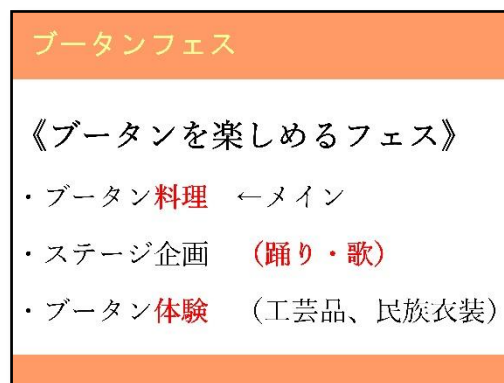 ブータンフェス
《ブータンを楽しめるフェス》
・ブータン料理 ←メイン
・ステージ企画 （踊り・歌）
・ブータン体験 （工芸品、民族衣装）